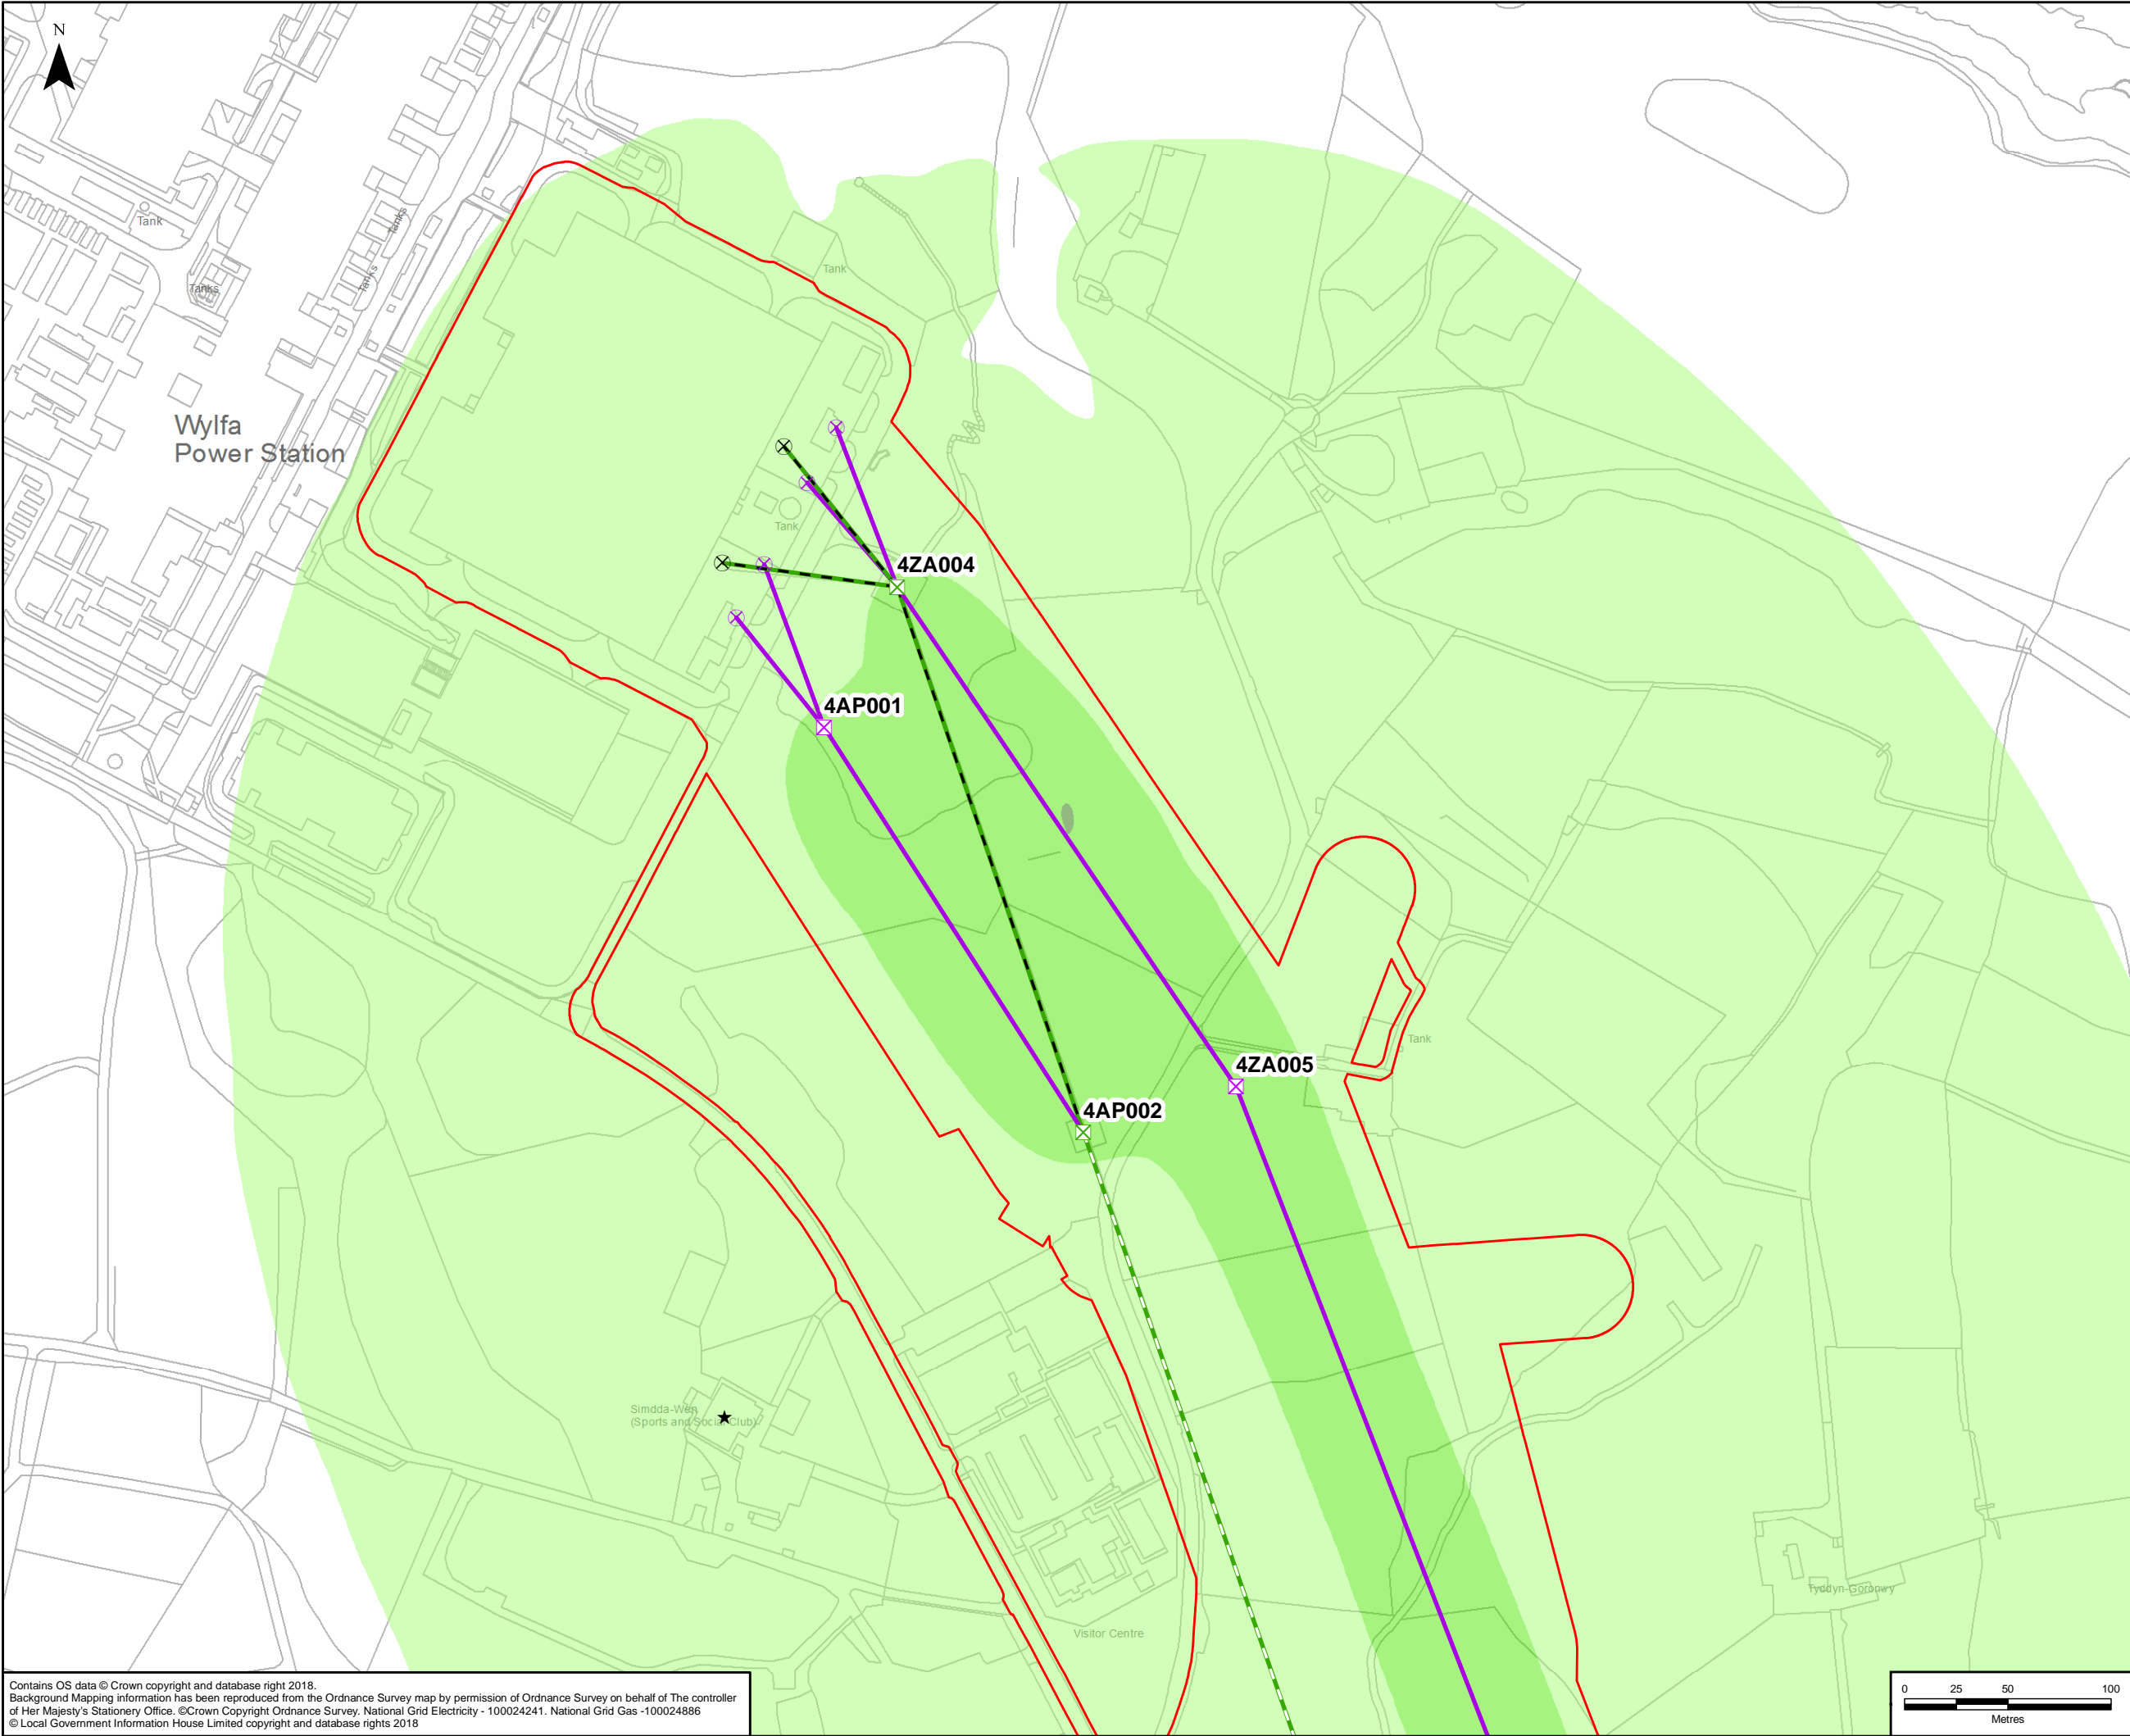 N
Tank
Tanks
Tanks
Tanks
Tank
Wylfa
Power Station
Tank
4ZA004
4AP001
4ZA005
Tank
4AP002
Simdda-Wen
(Sports and Social Club)
Tyddyn-Goronwy
Visitor Centre
Contains OS data © Crown copyright and database right 2018.
Background Mapping information has been reproduced from the Ordnance Survey map by permission of Ordnance Survey on behalf of The controller
of Her Majesty's Stationery Office. ©Crown Copyright Ordnance Survey. National Grid Electricity - 100024241. National Grid Gas -100024886
© Local Government Information House Limited copyright and database rights 2018
0 25 50 100
Metres